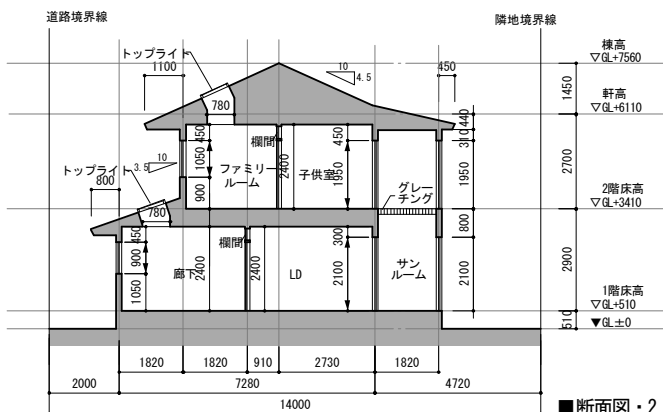 道路境界線
隣地境界線
トップライト
10
4.5
1100
780
450
棟高
▽GL+7560
1450
軒高
▽GL+6110
440
310
450
欄間
450
1050
ファミリー
ルーム
2400
子供室
1950
1950
2700
10
3.5
トップライト
900
グレー
チング
800
780
2階床高
▽GL+3410
450
欄間
300
800
900
廊下
2400
2400
LD
2100
サン
ルーム
2100
2900
1050
1階床高
▽GL+510
510
▼GL±0
1820
1820
910
2730
1820
2000
7280
4720
14000
■断面図・2